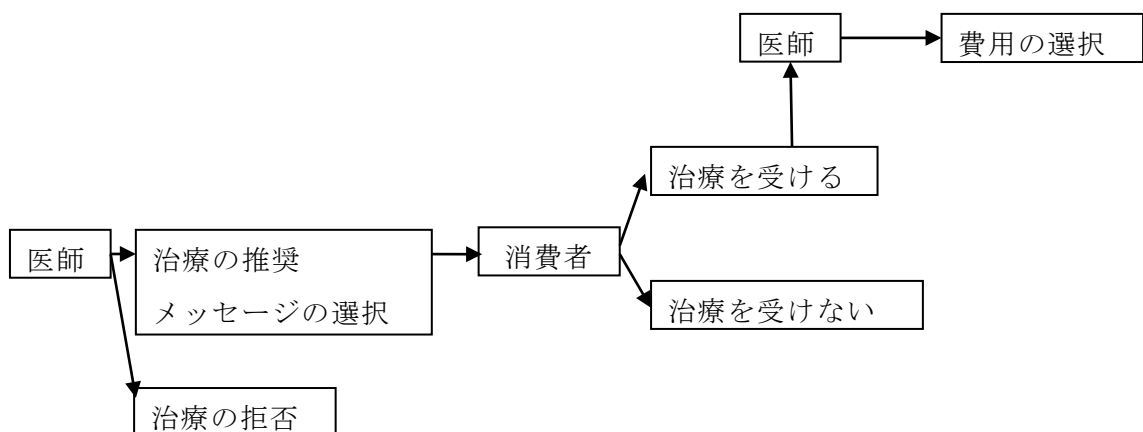 医師
費用の選択
治療を受ける
医師
治療の推奨
メッセージの選択
消費者
治療を受けない
治療の拒否